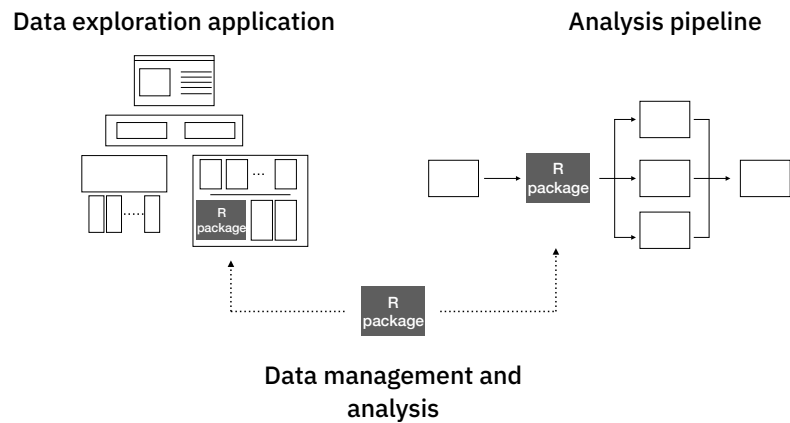 Data exploration application
Analysis pipeline
...
R
package
......
R
package
R
package
Data management and
analysis